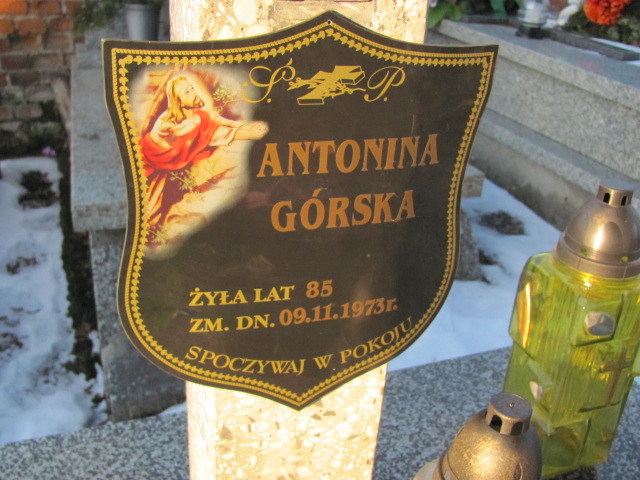 Ś. P.
ANTONINA
GÓRSKA
ŻYŁA LAT 85
ZM. DN. 09.11.1973r.
SPOCZYWAJ W POKOJU